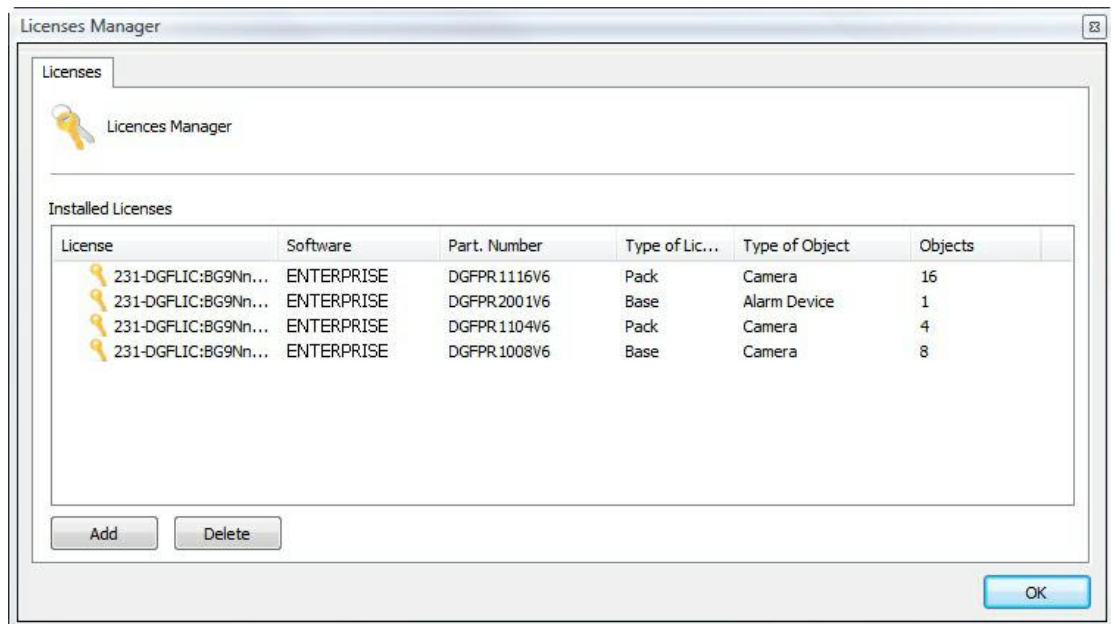 Licenses Manager
Licenses
Licences Manager
Installed Licenses
License Software Part. Number Type of Lic... Type of Object Objects
231-DGFLIC:BG9Nn... ENTERPRISE DGFPR1116V6 Pack Camera 16
231-DGFLIC:BG9Nn... ENTERPRISE DGFPR2001V6 Base Alarm Device 1
231-DGFLIC:BG9Nn... ENTERPRISE DGFPR1104V6 Pack Camera 4
231-DGFLIC:BG9Nn... ENTERPRISE DGFPR1008V6 Base Camera 8
Add Delete
OK